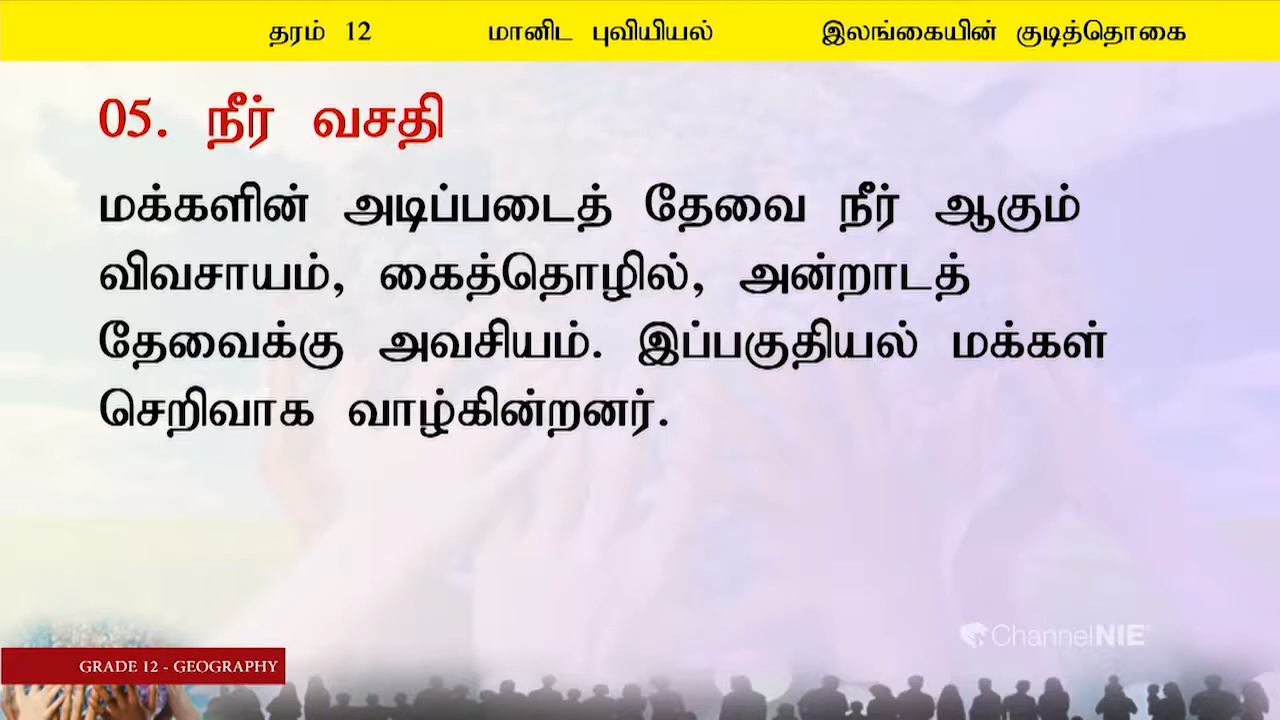 தரம் 12 மானிட புவியியல் இலங்கையின் குடித்தொகை
05. நீர் வசதி
மக்களின் அடிப்படைத் தேவை நீர் ஆகும்
விவசாயம், கைத்தொழில், அன்றாடத்
தேவைக்கு அவசியம். இப்பகுதியல் மக்கள்
செறிவாக வாழ்கின்றனர்.
ChannelNIE
GRADE 12 - GEOGRAPHY